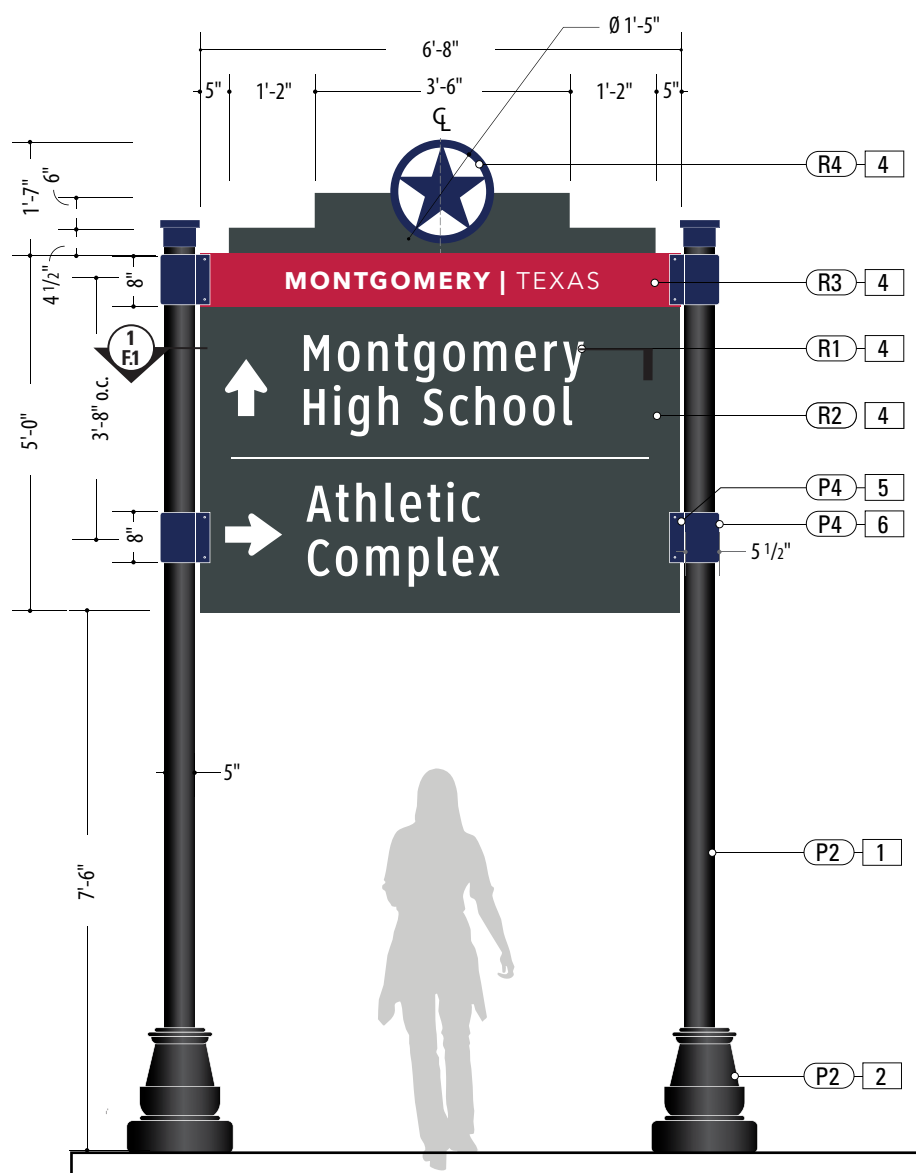 Ø 1'-5"
6'-8"
5" 1'-2" 3'-6" 1'-2" 5"
℄
R4 4
1'-7" 6"
4 1/2"
8"
MONTGOMERY | TEXAS
R3 4
1
F.1
Montgomery
High School
R1 4
R2 4
5'-0"
3'-8" o.c.
8"
Athletic
Complex
P4 5
P4 6
5 1/2"
5"
7'-6"
P2 1
P2 2